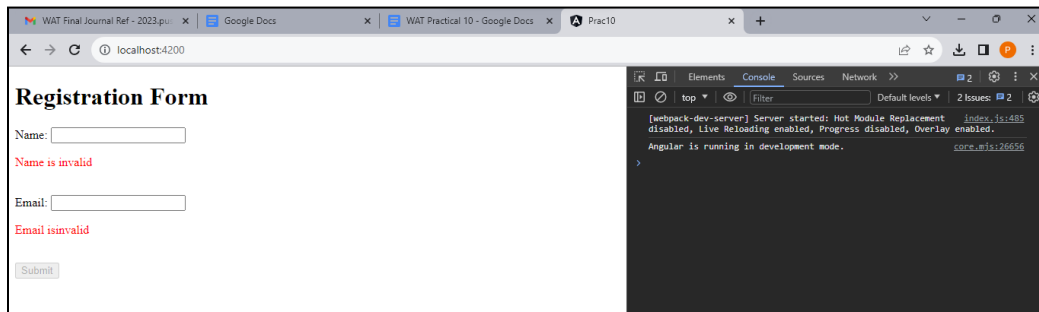 WAT Final Journal Ref - 2023.pu
Google Docs
WAT Practical 10 - Google Docs
Prac10
localhost:4200
P
Registration Form
Name:
Name is invalid
Email:
Email isinvalid
Submit
Elements Console Sources Network 2
top Filter Default levels 2 Issues: 2
[webpack-dev-server] Server started: Hot Module Replacement index.js:485
disabled, Live Reloading enabled, Progress disabled, Overlay enabled.
Angular is running in development mode. core.mjs:26656